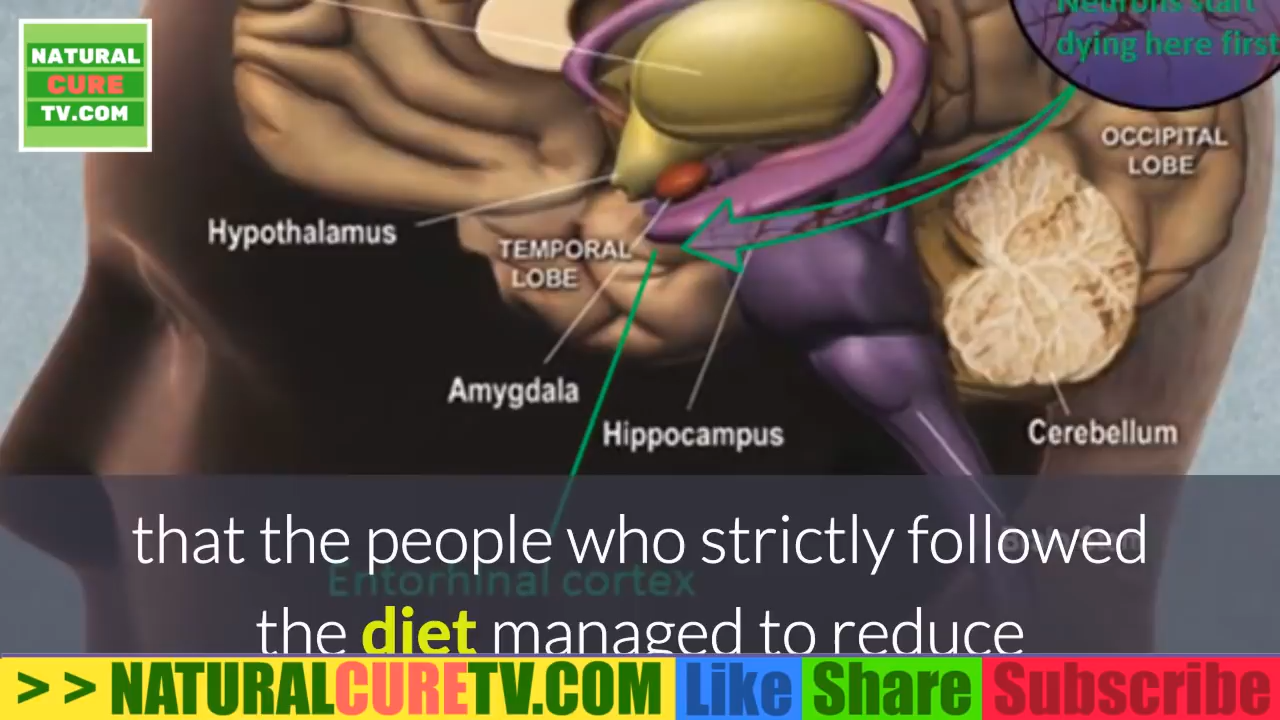 Neurons start
dying here first
NATURAL
CURE
TV.COM
OCCIPITAL
LOBE
Hypothalamus
TEMPORAL
LOBE
Amygdala
Hippocampus
Cerebellum
that the people who strictly followed
Entorhinal cortex
the diet managed to reduce
>> NATURALCURETV.COM Like Share Subscribe